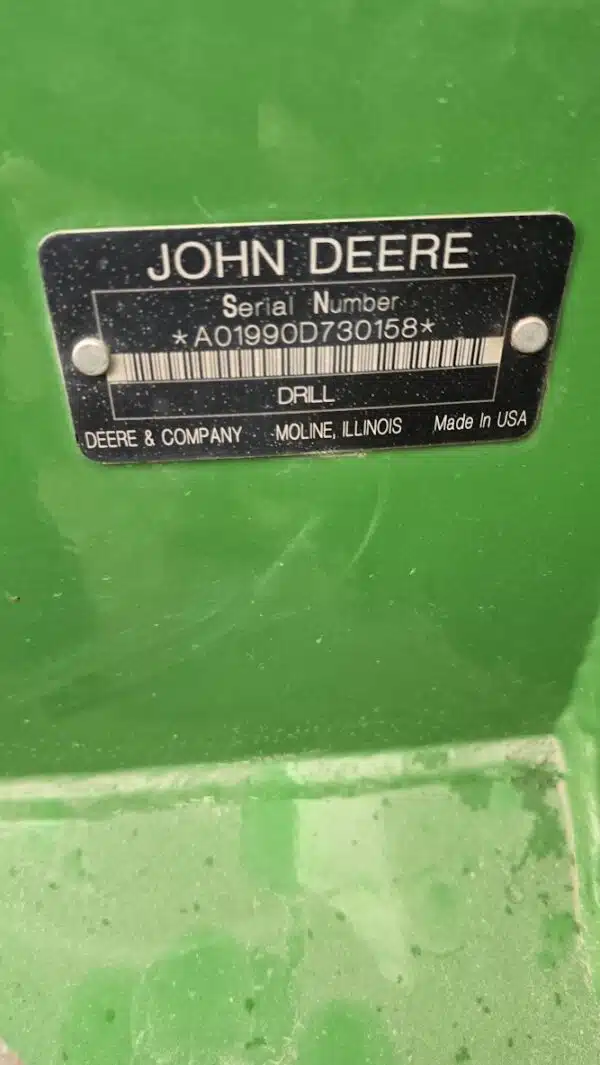 JOHN DEERE
Serial Number
*A01990D730158*
DRILL
DEERE & COMPANY MOLINE, ILLINOIS Made In USA